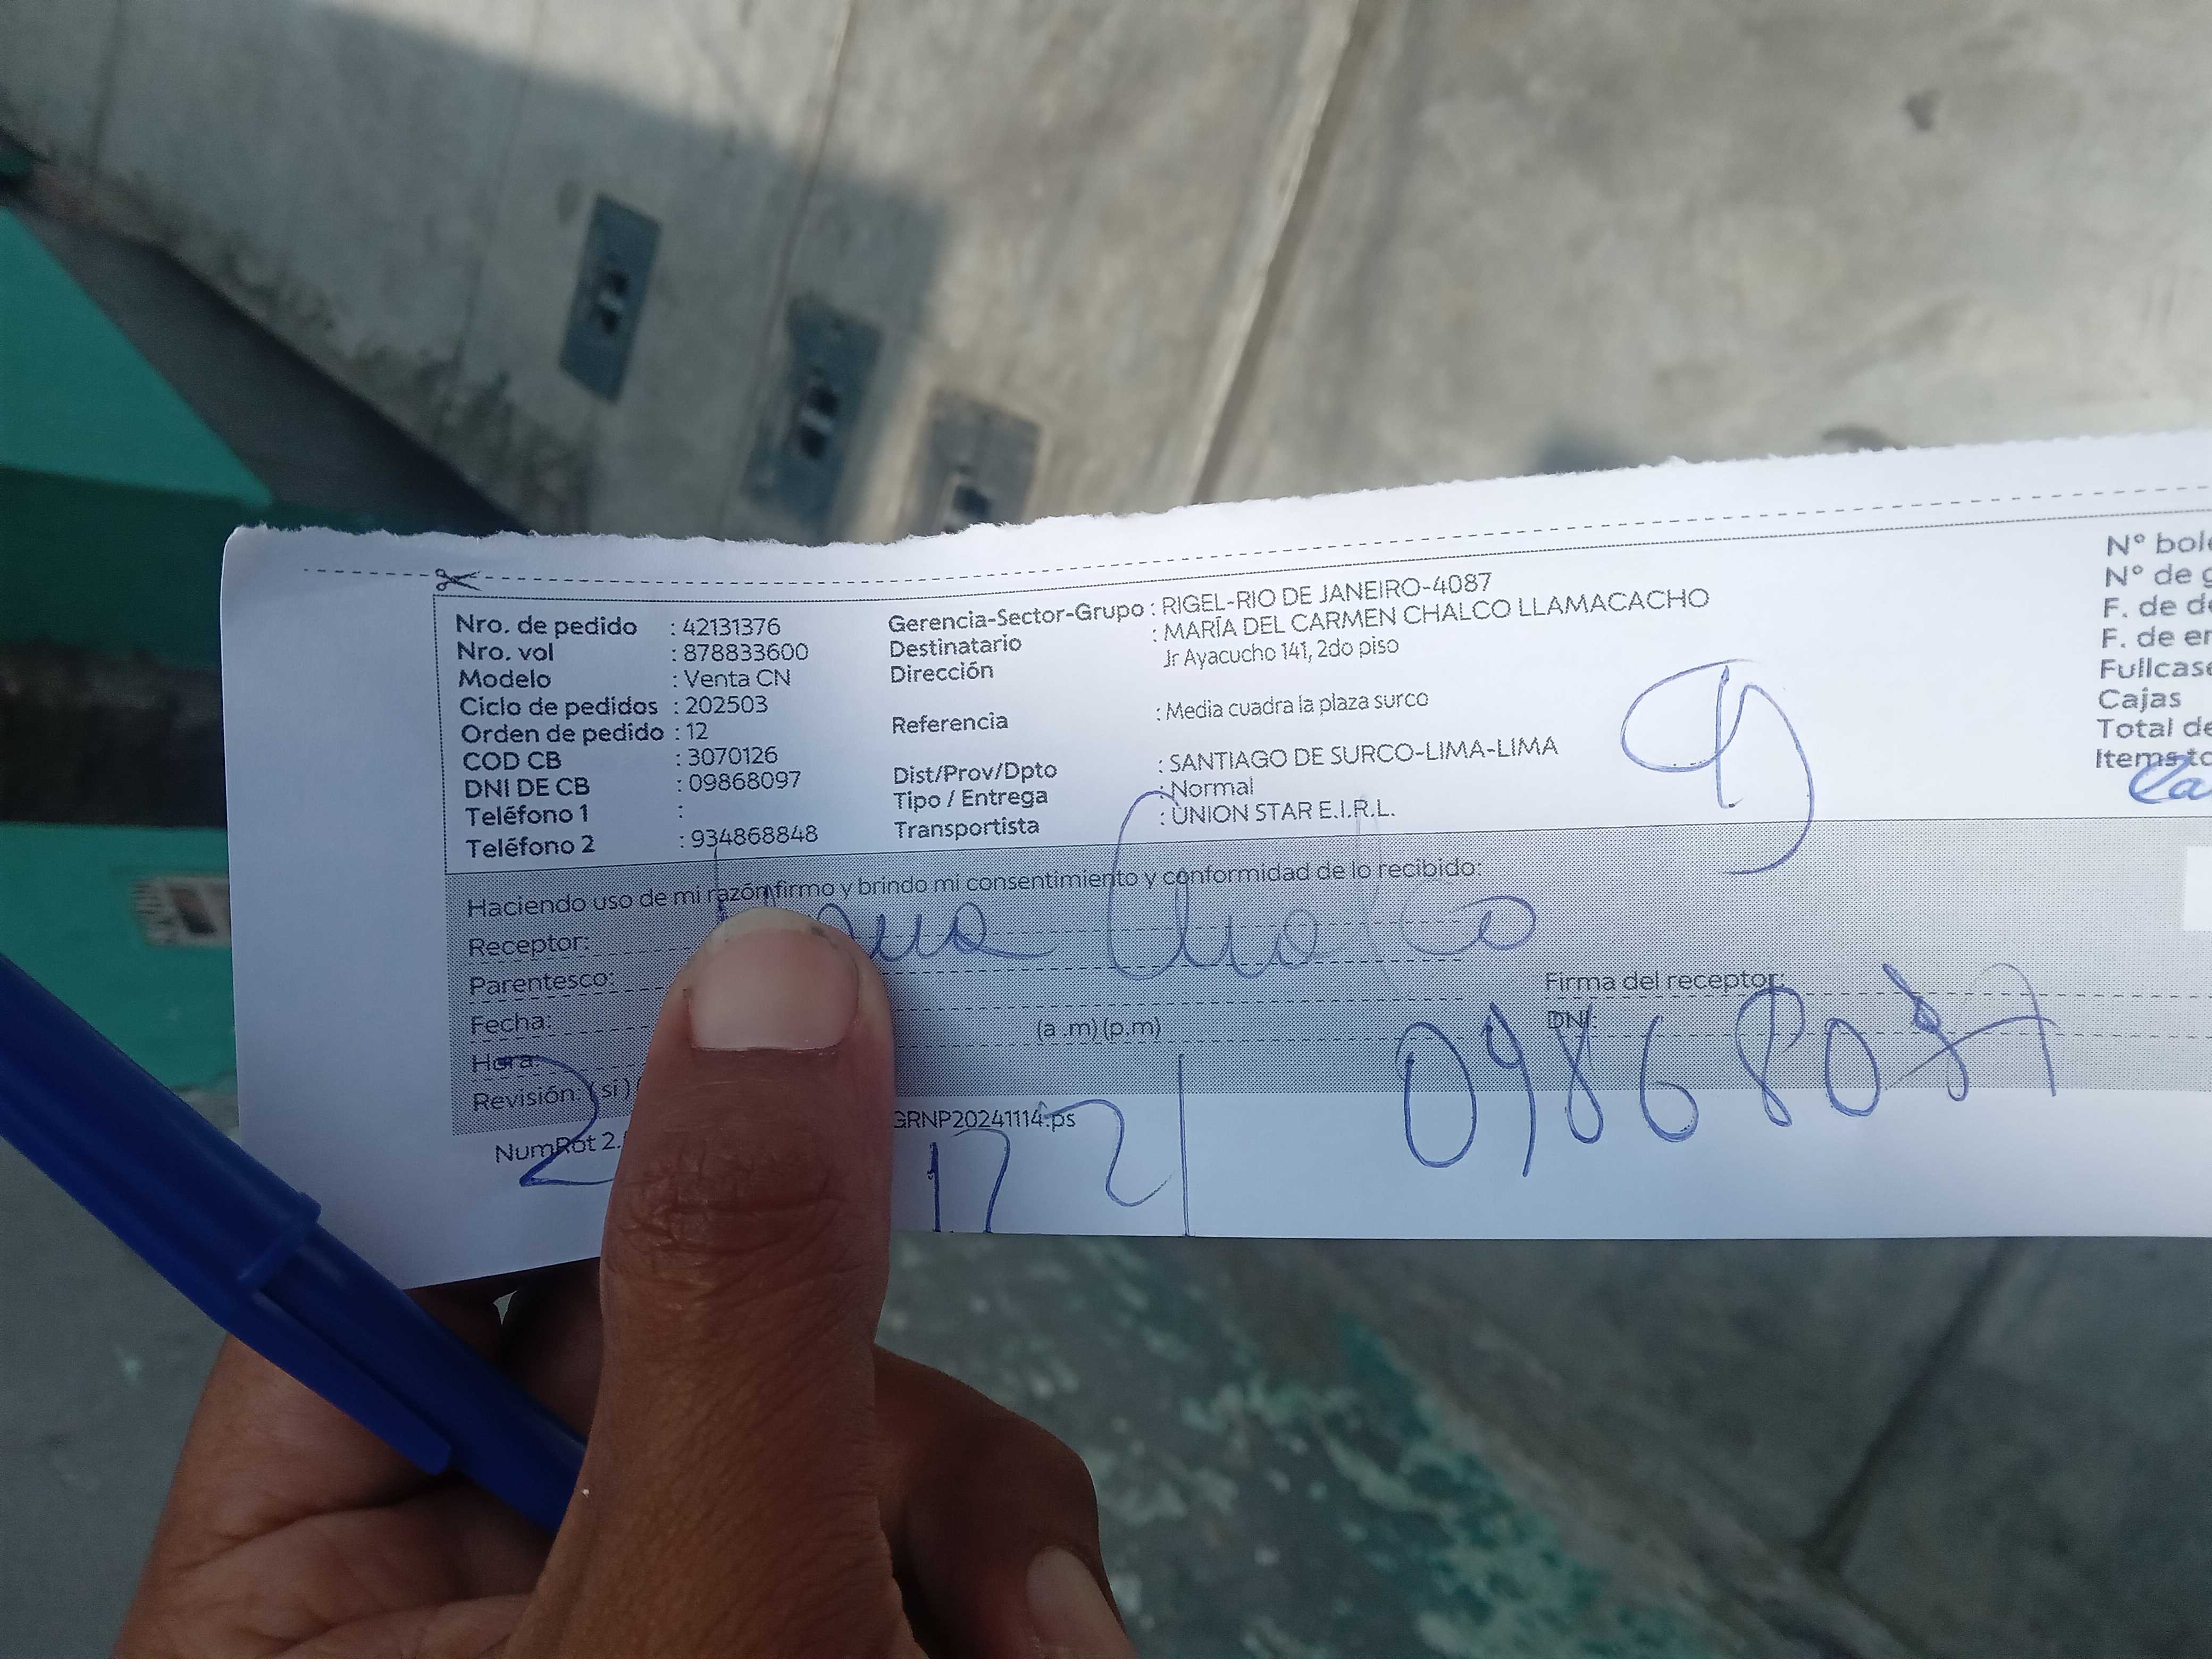 Nro. de pedido : 42131376
Nro. vol : 878833600
Modelo : Venta CN
Ciclo de pedidos : 202503
Orden de pedido : 12
COD CB : 3070126
DNI DE CB : 09868097
Teléfono 1 :
Teléfono 2 : 934868848
Gerencia-Sector-Grupo : RIGEL-RIO DE JANEIRO-4087
Destinatario : MARÍA DEL CARMEN CHALCO LLAMACACHO
Dirección Jr Ayacucho 141, 2do piso
Referencia : Media cuadra la plaza surco
Dist/Prov/Dpto : SANTIAGO DE SURCO-LIMA-LIMA
Tipo / Entrega : Normal
Transportista : UNION STAR E.I.R.L.
N°
N° de
F. de
F. de
Cajas
Total
Items
Haciendo uso de mi razón firmo y brindo mi consentimiento y conformidad de lo recibido:
Receptor: Chalco
Parentesco:
Fecha:
Hora: (a .m) (p.m)
Revisión: ( si )
Firma del receptor:
DNI: 
NumRot 2. GRNP20241114.ps